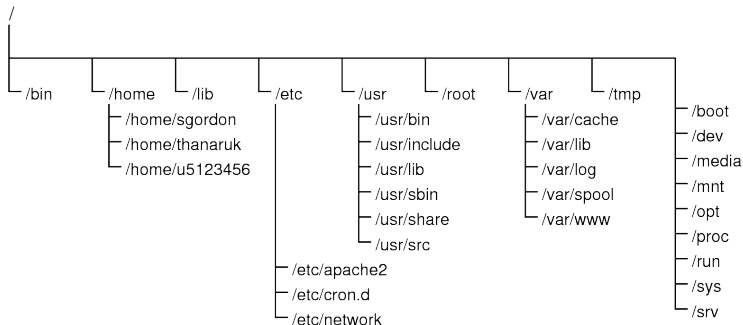 /
/bin
/home
/home/sgordon
/home/thanaruk
/home/u5123456
/lib
/etc
/etc/apache2
/etc/cron.d
/etc/network
/usr
/usr/bin
/usr/include
/usr/lib
/usr/sbin
/usr/share
/usr/src
/root
/var
/var/cache
/var/lib
/var/log
/var/spool
/var/www
/tmp
/boot
/dev
/media
/mnt
/opt
/proc
/run
/sys
/srv